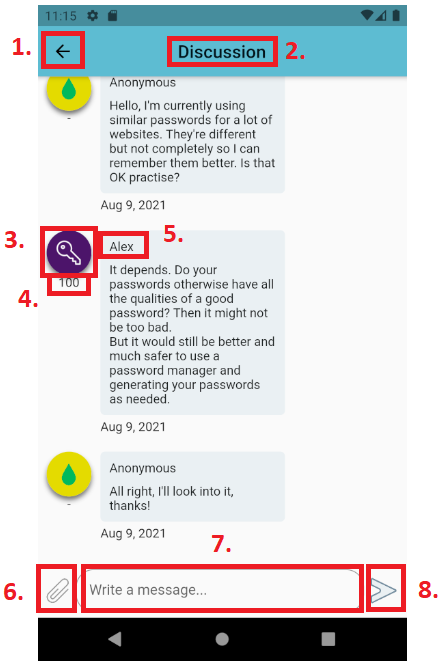 11:15
1.
Discussion
2.
Anonymous
Hello, I'm currently using
similar passwords for a lot of
websites. They're different
but not completely so I can
remember them better. Is that
OK practise?
-
Aug 9, 2021
3.
5.
Alex
4.
100
It depends. Do your
passwords otherwise have all
the qualities of a good
password? Then it might not
be too bad.
But it would still be better and
much safer to use a
password manager and
generating your passwords
as needed.
Aug 9, 2021
Anonymous
All right, I'll look into it,
thanks!
-
Aug 9, 2021
7.
6.
Write a message...
8.